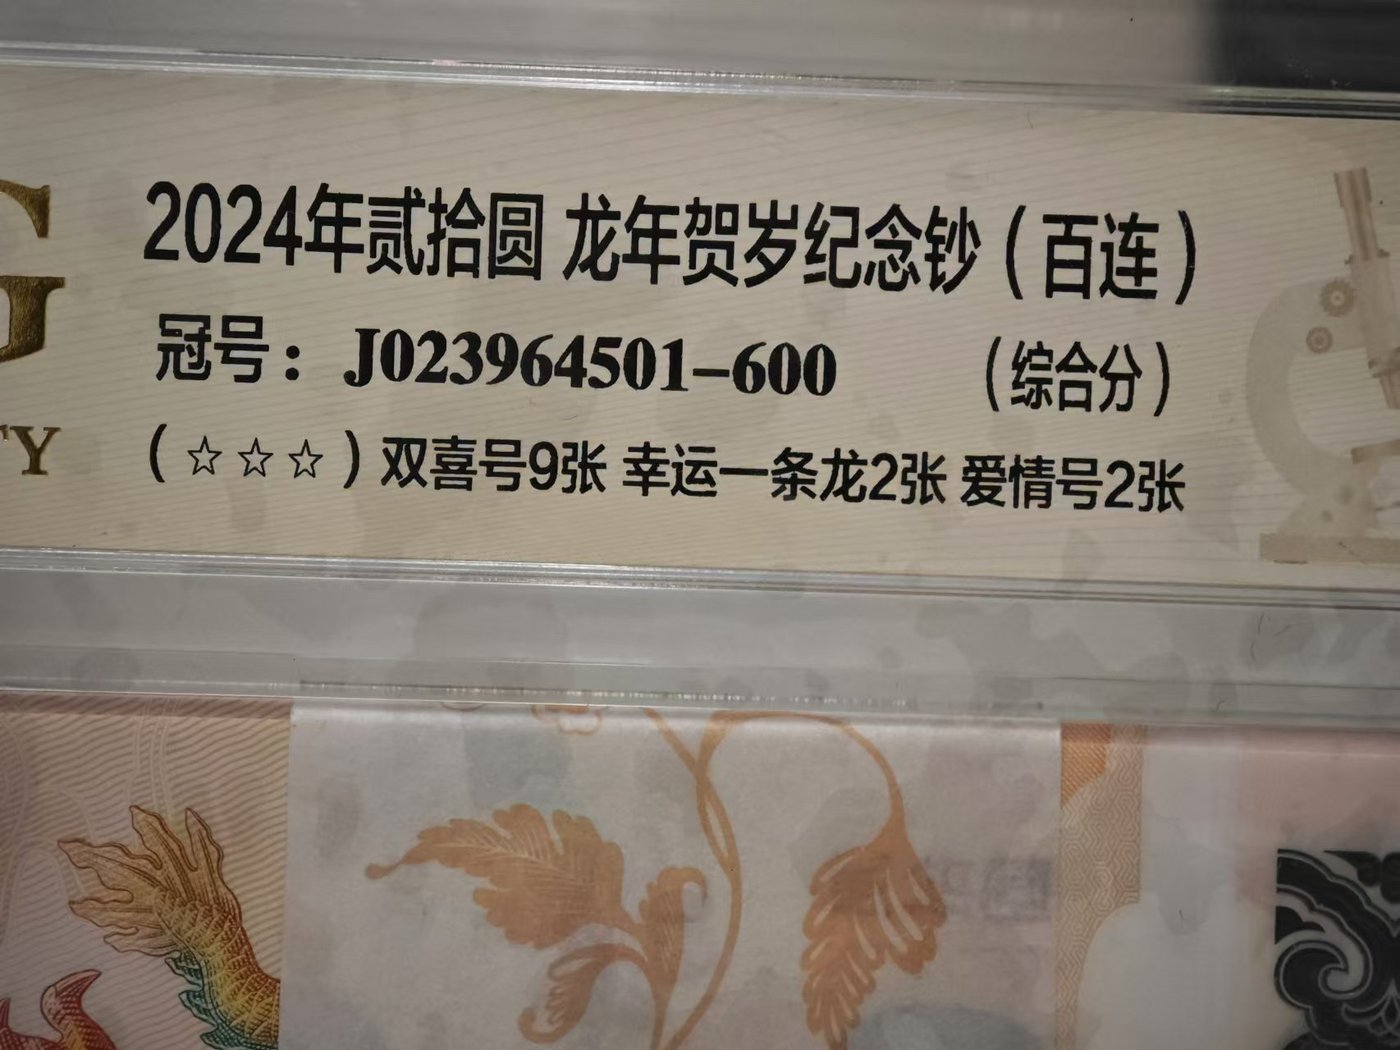 G
2024年贰拾圆 龙年贺岁纪念钞(百连)
冠号: J023964501-600 (综合分)
(☆☆☆)双喜号9张 幸运一条龙2张 爱情号2张
TY